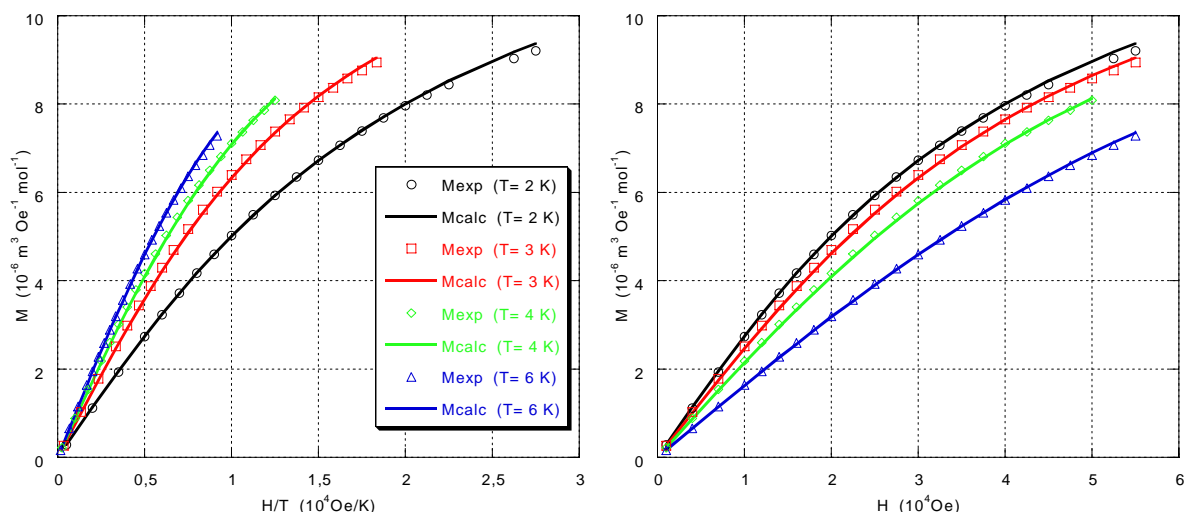 10
8
6
4
2
0
M (10⁻⁶ m³ Oe⁻¹ mol⁻¹)
0 0,5 1 1,5 2 2,5 3
H/T (10⁴Oe/K)
Mexp (T= 2 K)
Mcalc (T= 2 K)
Mexp (T= 3 K)
Mcalc (T= 3 K)
Mexp (T= 4 K)
Mcalc (T= 4 K)
Mexp (T= 6 K)
Mcalc (T= 6 K)
10
8
6
4
2
0
M (10⁻⁶ m³ Oe⁻¹ mol⁻¹)
0 1 2 3 4 5 6
H (10⁴Oe)